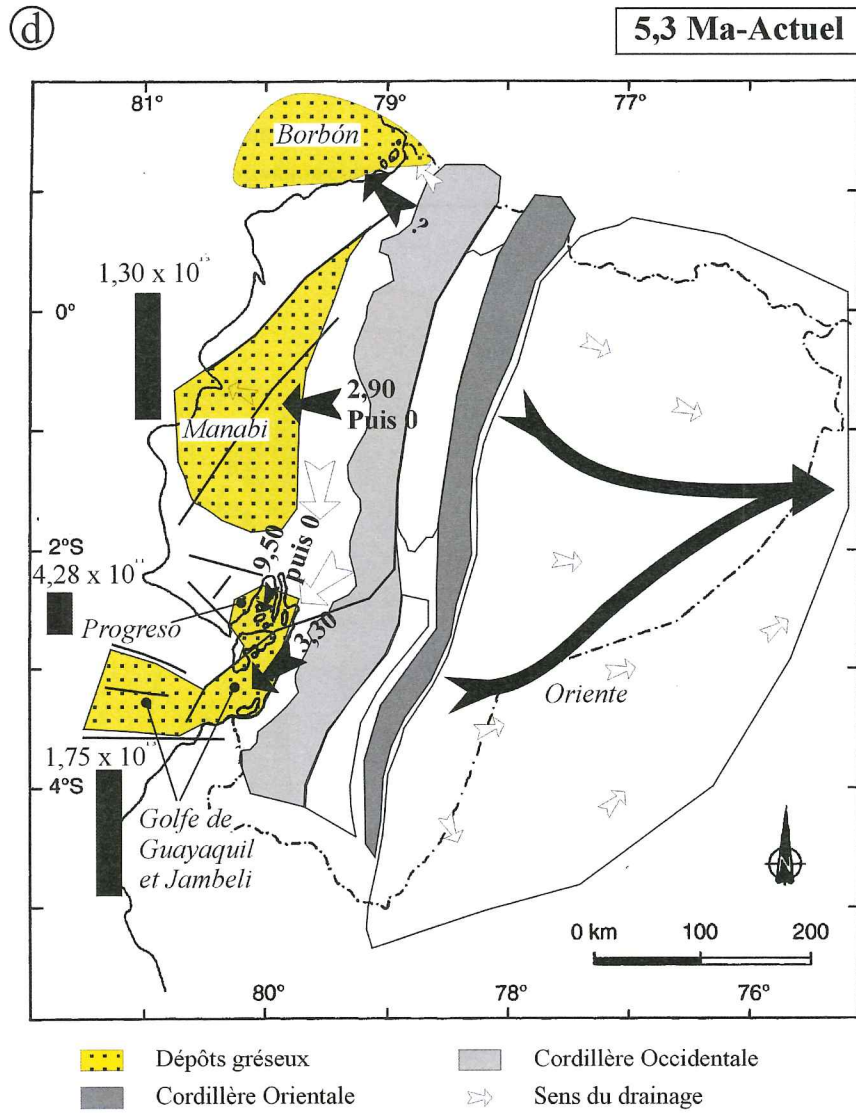 d
5,3 Ma-Actuel
81°
79°
77°
Borbón
?
1,30 x 10
0°
2,90
Puis 0
Manabi
2°S
9,50
puis 0
4,28 x 10
Progreso
3,30
Oriente
1,75 x 10
4°S
Golfe de
Guayaquil
et Jambeli
N
0 km 100 200
80°
78°
76°
Dépôts gréseux
Cordillère Occidentale
Cordillère Orientale
Sens du drainage